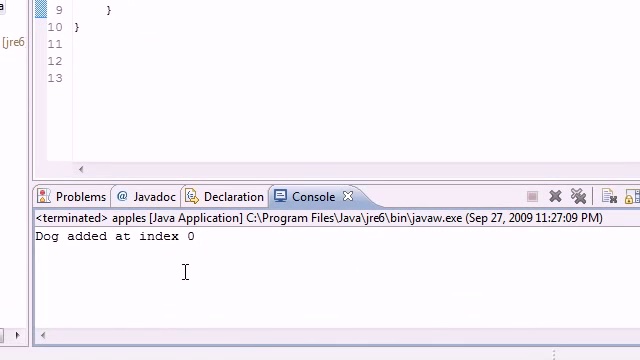 a
9 }
[jre6
10 }
11
12
13
Problems @ Javadoc Declaration Console
<terminated> apples [Java Application] C:\Program Files\Java\jre6\bin\javaw.exe (Sep 27, 2009 11:27:09 PM)
Dog added at index 0